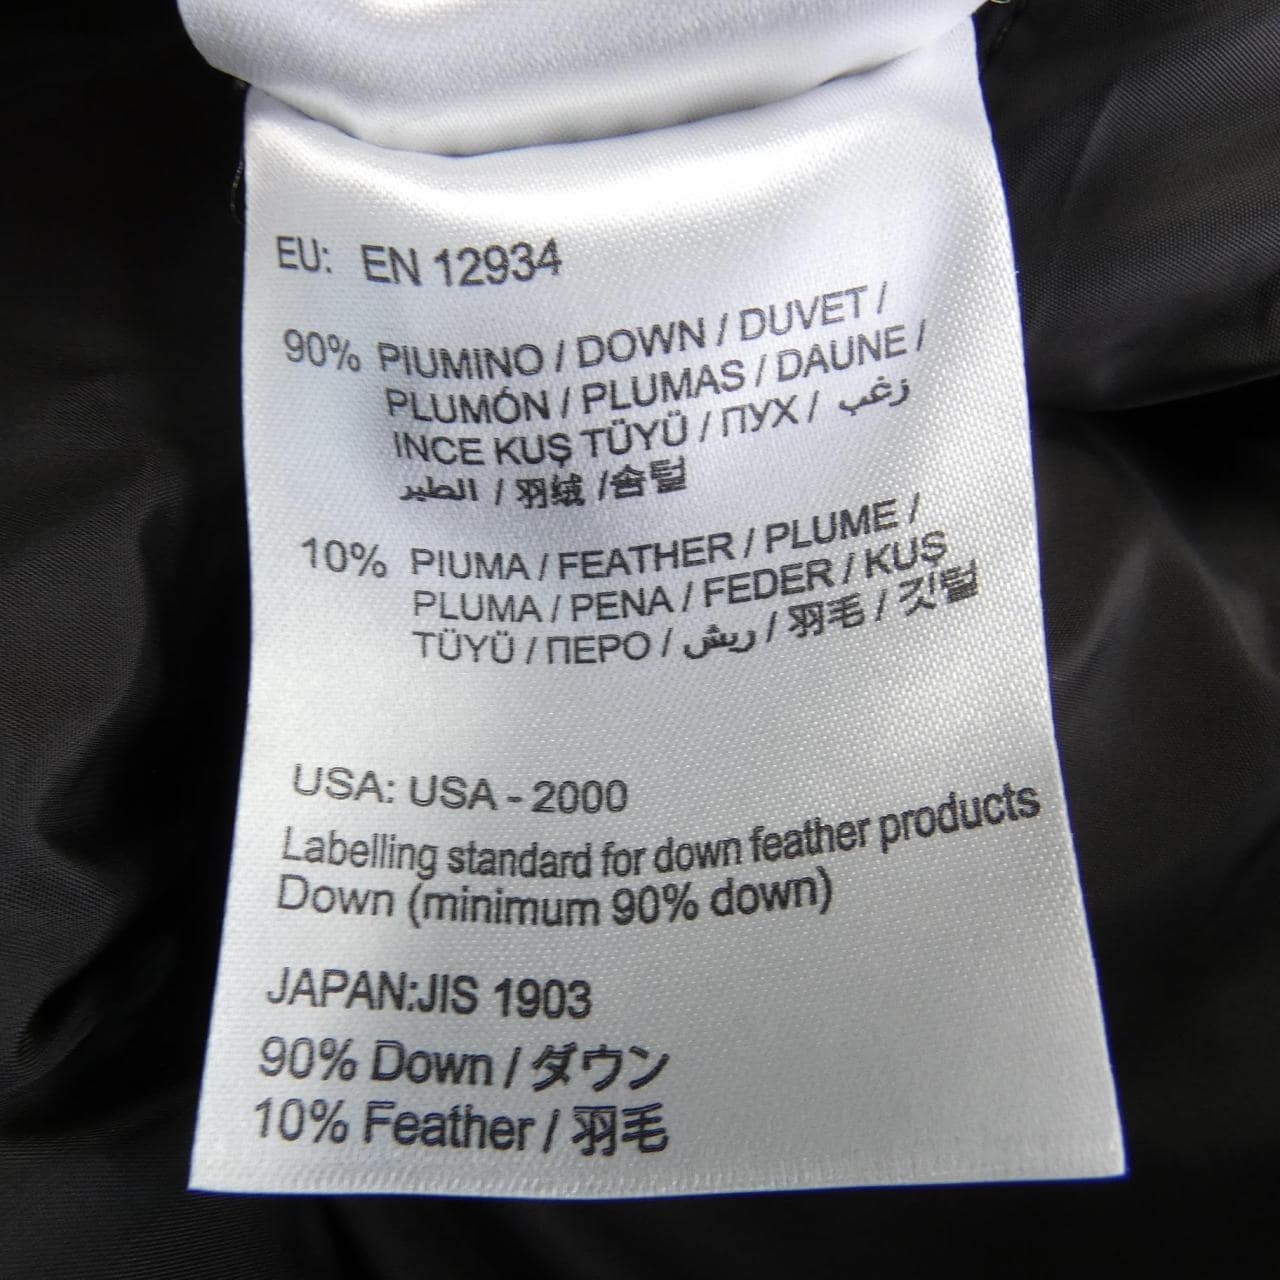 EU: EN 12934
90% PIUMINO / DOWN / DUVET /
PLUMÓN / PLUMAS / DAUNE /
INCE KUŞ TÜYÜ / ПУХ / زغب
الطير / 羽绒 /솜털
10% PIUMA / FEATHER / PLUME /
PLUMA / PENA / FEDER / KUŞ
TÜYÜ / ПЕРО / ريش / 羽毛 / 깃털
USA: USA - 2000
Labelling standard for down feather products
Down (minimum 90% down)
JAPAN:JIS 1903
90% Down / ダウン
10% Feather / 羽毛